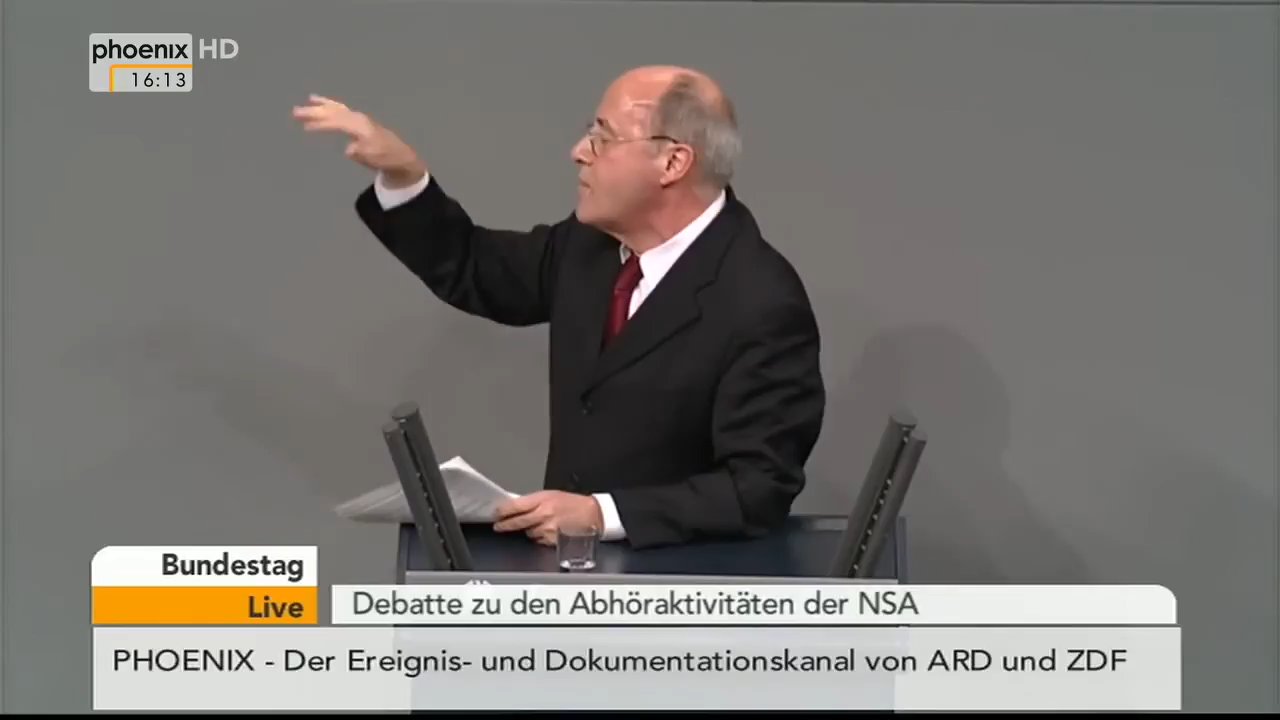 phoenix HD
16:13
Bundestag
Live
Debatte zu den Abhöraktivitäten der NSA
PHOENIX - Der Ereignis- und Dokumentationskanal von ARD und ZDF